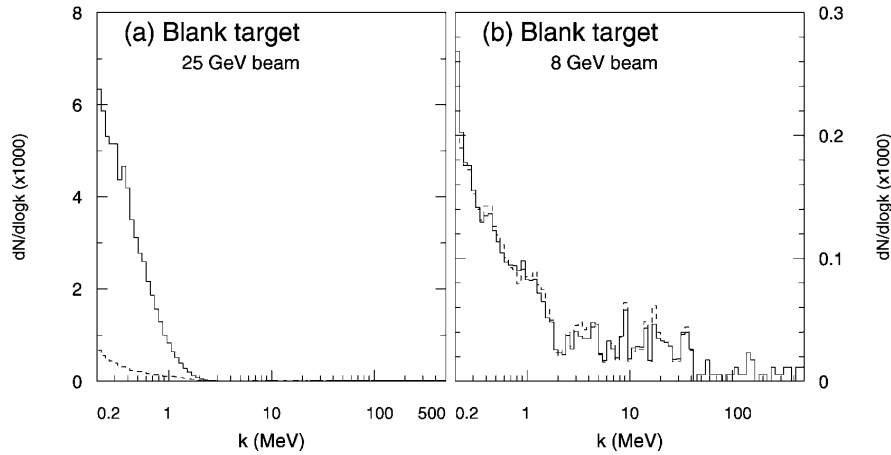 (a) Blank target
25 GeV beam
dN/dlogk (x1000)
8
6
4
2
0
0.2
1
10
100
500
k (MeV)
(b) Blank target
8 GeV beam
0.3
0.2
0.1
0
dN/dlogk (x1000)
0.2
1
10
100
k (MeV)